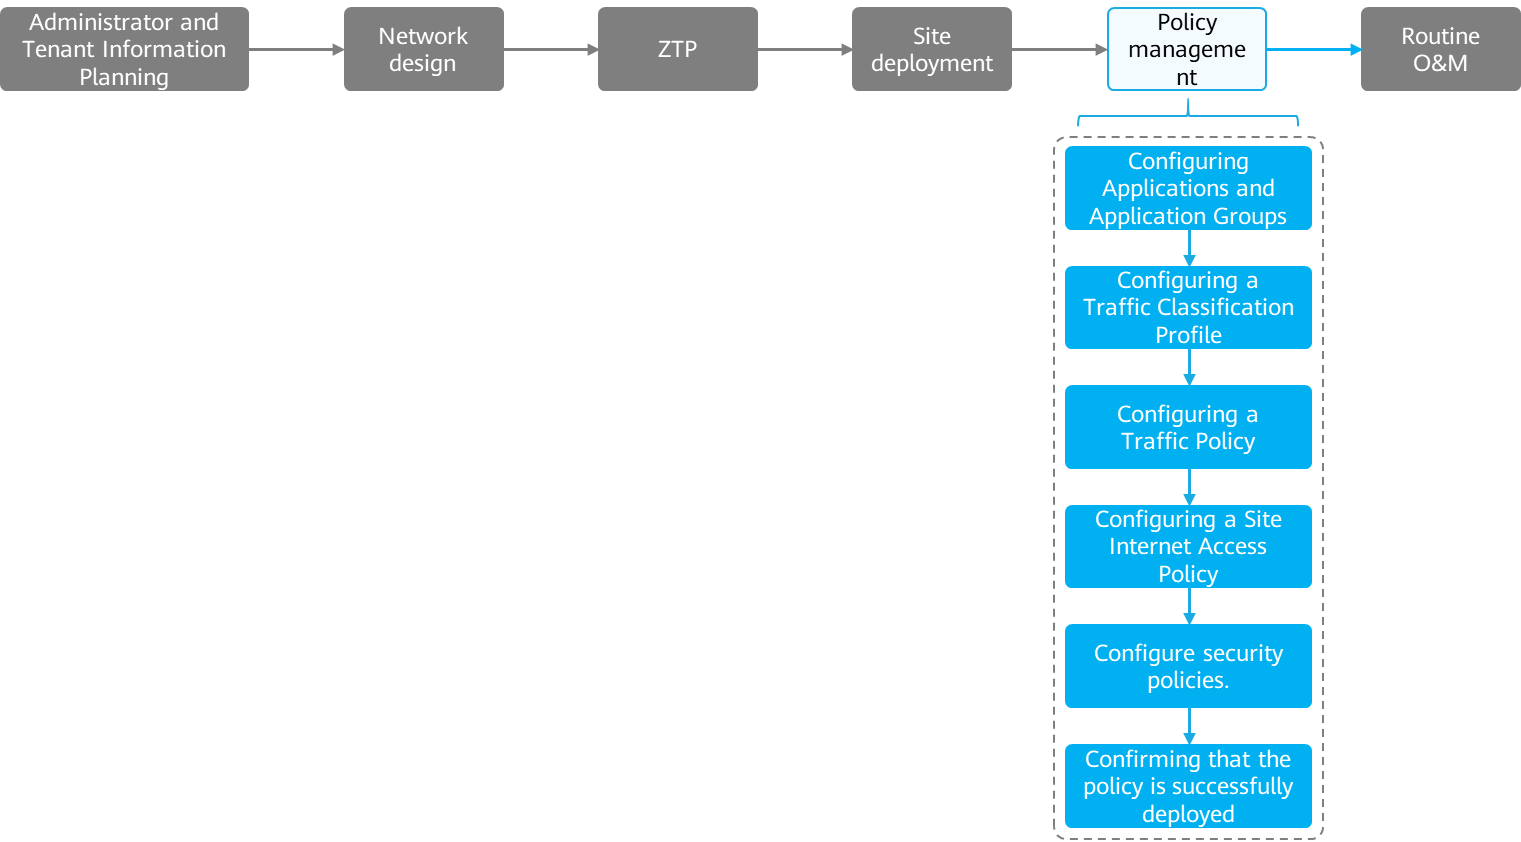 Administrator and
Tenant Information
Planning
Network
design
ZTP
Site
deployment
Policy
manageme
nt
Routine
O&M
Configuring
Applications and
Application Groups
Configuring a
Traffic Classification
Profile
Configuring a
Traffic Policy
Configuring a Site
Internet Access
Policy
Configure security
policies.
Confirming that the
policy is successfully
deployed